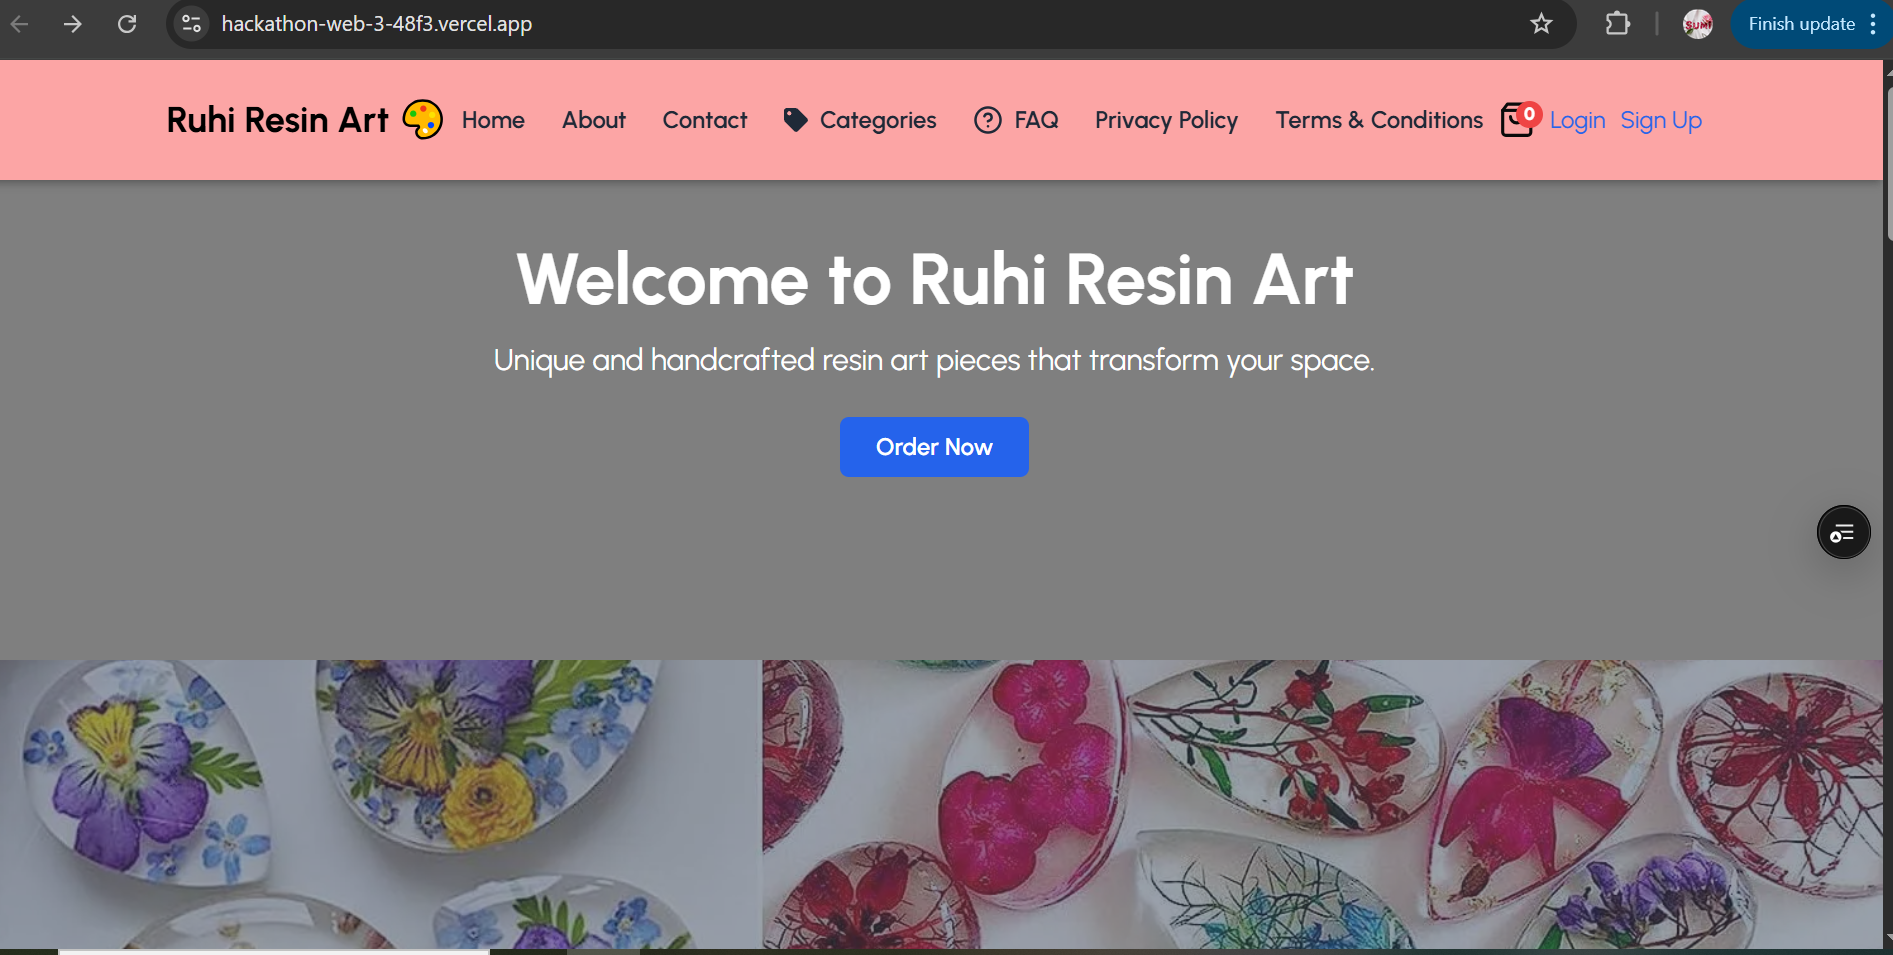 hackathon-web-3-48f3.vercel.app
Finish update
Ruhi Resin Art Home About Contact Categories FAQ Privacy Policy Terms & Conditions 0 Login Sign Up
Welcome to Ruhi Resin Art
Unique and handcrafted resin art pieces that transform your space.
Order Now